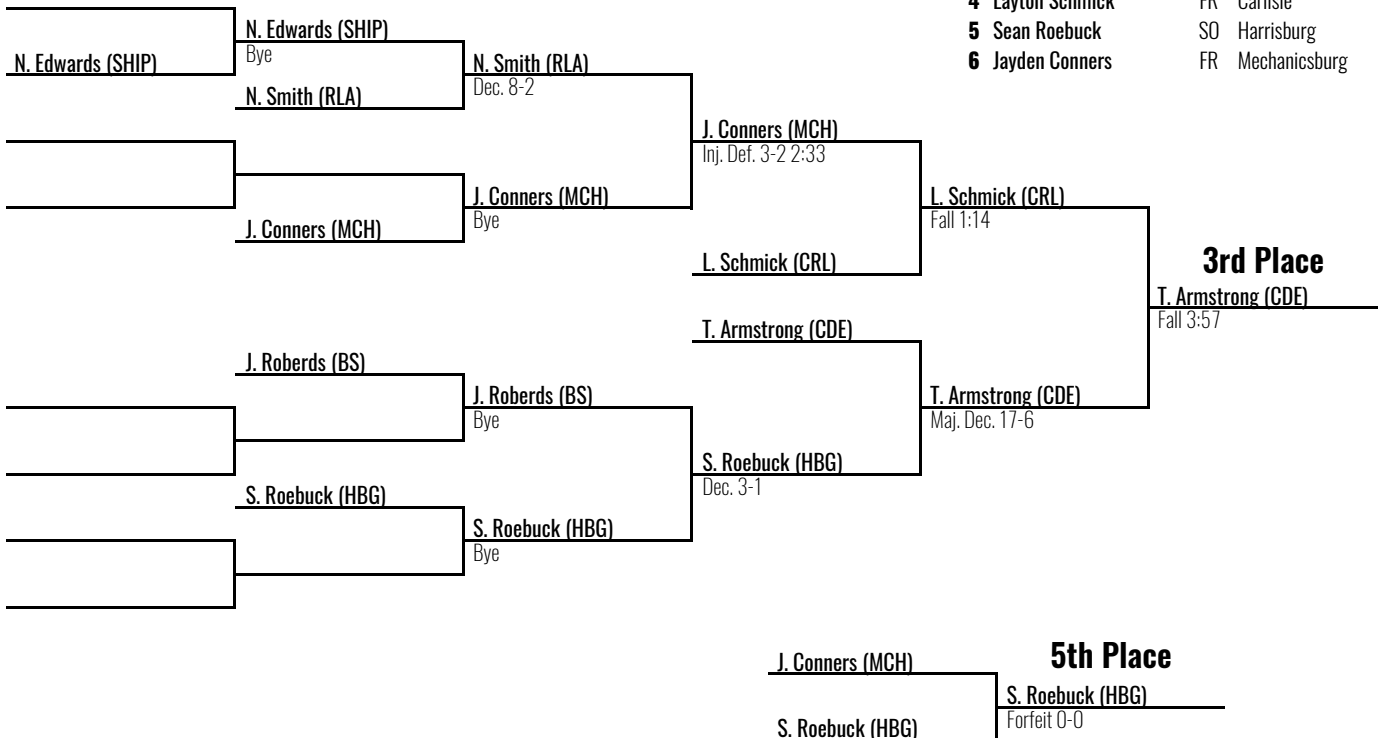 4 Layton Schmick FR Carlisle
5 Sean Roebuck SO Harrisburg
6 Jayden Conners FR Mechanicsburg
N. Edwards (SHIP)
N. Edwards (SHIP)
Bye
N. Smith (RLA)
N. Smith (RLA)
Dec. 8-2
J. Conners (MCH)
Inj. Def. 3-2 2:33
J. Conners (MCH)
J. Conners (MCH)
Bye
L. Schmick (CRL)
L. Schmick (CRL)
Fall 1:14
3rd Place
T. Armstrong (CDE)
Fall 3:57
T. Armstrong (CDE)
T. Armstrong (CDE)
Maj. Dec. 17-6
J. Roberds (BS)
J. Roberds (BS)
Bye
S. Roebuck (HBG)
Dec. 3-1
S. Roebuck (HBG)
S. Roebuck (HBG)
Bye
5th Place
J. Conners (MCH)
S. Roebuck (HBG)
Forfeit 0-0
S. Roebuck (HBG)